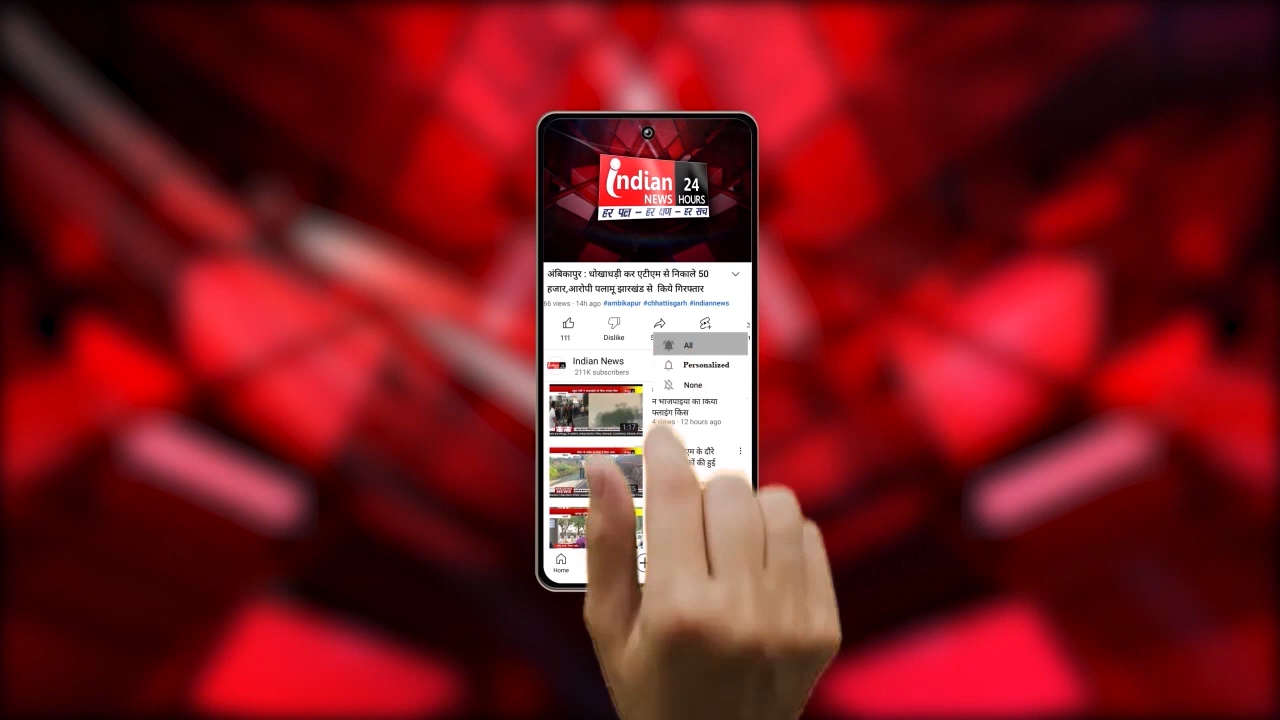 indian
NEWS
24
HOURS
हर पल - हर क्षण - हर सच
अंबिकापुर : धोखाधड़ी कर एटीएम से निकाले 50
हजार,आरोपी पलामू झारखंड से किये गिरफ्तार
66 views · 14h ago #ambikapur #chhattisgarh #indiannews
111
Dislike
Indian News
211K subscribers
All
Personalized
None
न भाजपाइयों को किया
फ्लाइंग किस
4 views · 12 hours ago
1:17
एम के दौरे
की हुई
NEWS
Home